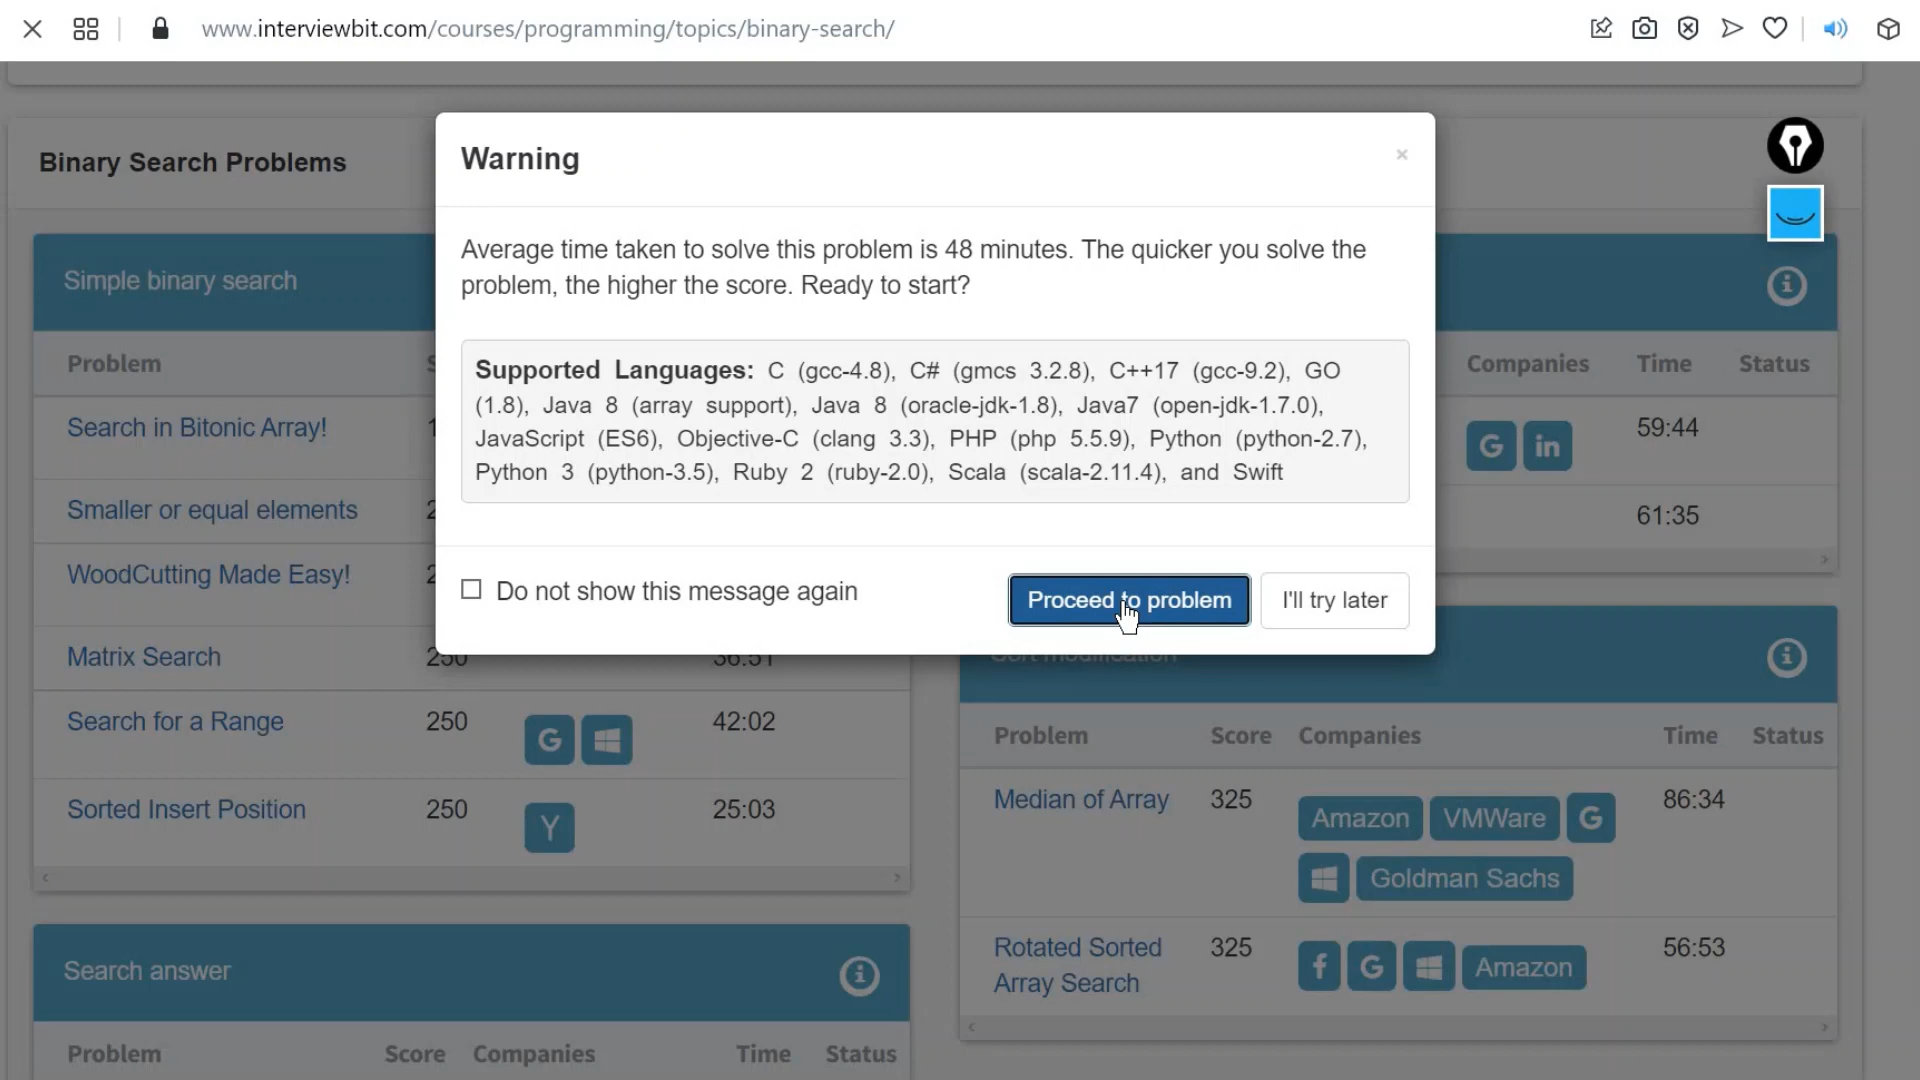 www.interviewbit.com/courses/programming/topics/binary-search/
Binary Search Problems
Warning
×
Average time taken to solve this problem is 48 minutes. The quicker you solve the
problem, the higher the score. Ready to start?
Supported Languages: C (gcc-4.8), C# (gmcs 3.2.8), C++17 (gcc-9.2), GO
(1.8), Java 8 (array support), Java 8 (oracle-jdk-1.8), Java7 (open-jdk-1.7.0),
JavaScript (ES6), Objective-C (clang 3.3), PHP (php 5.5.9), Python (python-2.7),
Python 3 (python-3.5), Ruby 2 (ruby-2.0), Scala (scala-2.11.4), and Swift
Do not show this message again
Proceed to problem
I'll try later
Simple binary search
Problem
Search in Bitonic Array!
Smaller or equal elements
WoodCutting Made Easy!
Matrix Search 250 36:51
Search for a Range 250 G 42:02
Sorted Insert Position 250 Y 25:03
Search answer
Problem Score Companies Time Status
Companies Time Status
G in 59:44
61:35
Sort modification
Problem Score Companies Time Status
Median of Array 325 Amazon VMWare G 86:34
Goldman Sachs
Rotated Sorted 325 f G Amazon 56:53
Array Search